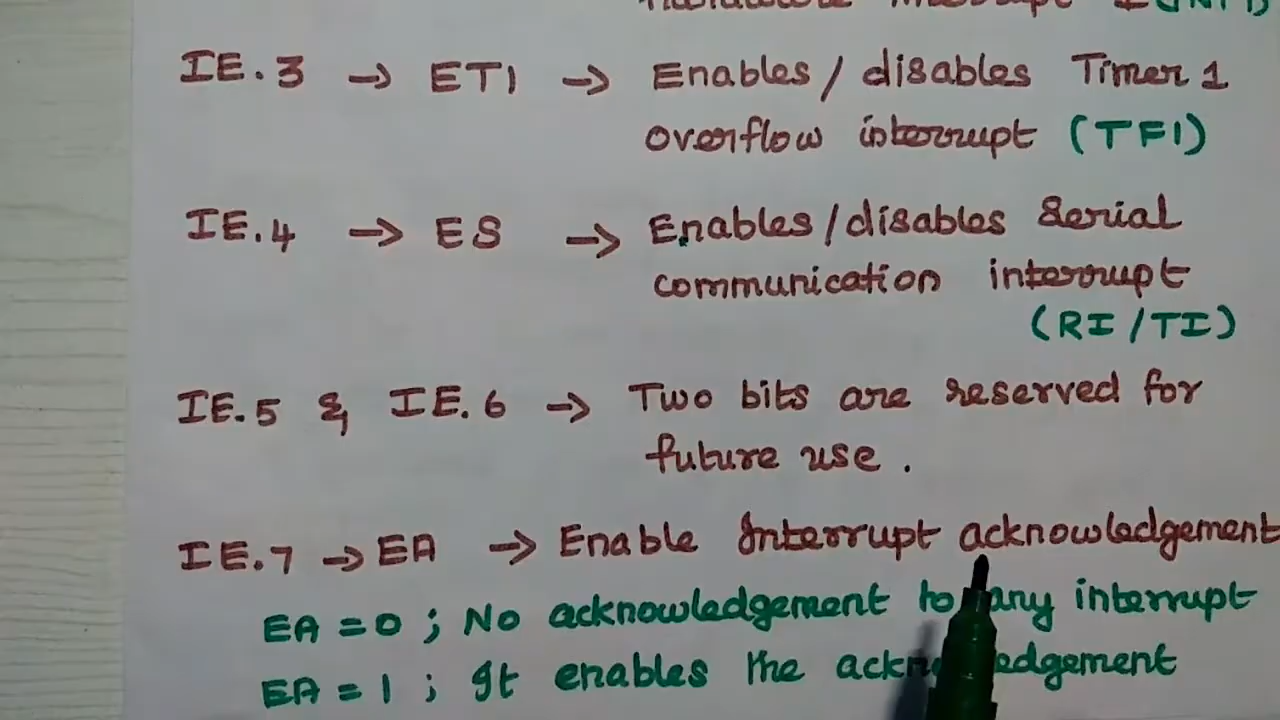 IE.3 → ET1 → Enables/disables Timer 1
overflow interrupt (TF1)
IE.4 → ES → Enables/disables Serial
communication interrupt
(RI/TI)
IE.5 & IE.6 → Two bits are reserved for
future use.
IE.7 → EA → Enable Interrupt acknowledgement
EA = 0 ; No acknowledgement to any interrupt
EA = 1 ; It enables the